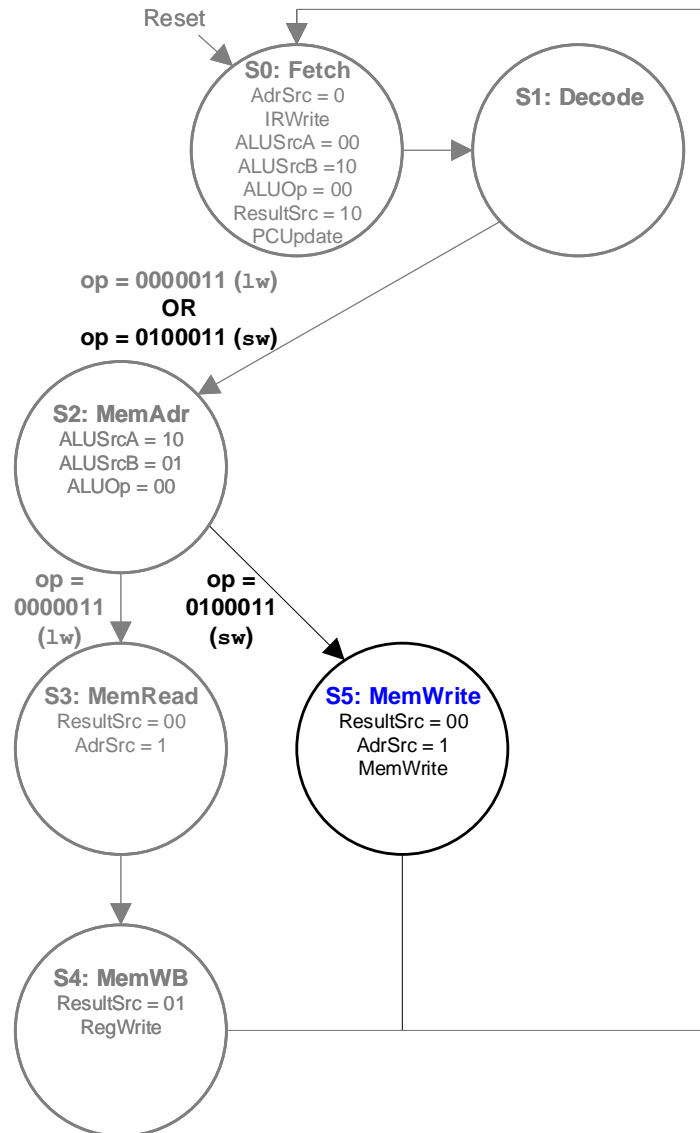 Reset
S0: Fetch
AdrSrc = 0
IRWrite
ALUSrcA = 00
ALUSrcB =10
ALUOp = 00
ResultSrc = 10
PCUpdate
S1: Decode
op = 0000011 (lw)
OR
op = 0100011 (sw)
S2: MemAdr
ALUSrcA = 10
ALUSrcB = 01
ALUOp = 00
op =
0000011
(lw)
op =
0100011
(sw)
S3: MemRead
ResultSrc = 00
AdrSrc = 1
S5: MemWrite
ResultSrc = 00
AdrSrc = 1
MemWrite
S4: MemWB
ResultSrc = 01
RegWrite